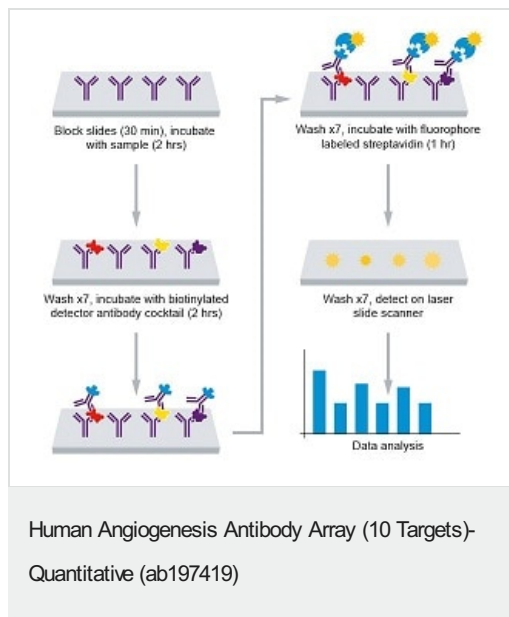 Block slides (30 min), incubate
with sample (2 hrs)
Wash x7, incubate with biotinylated
detector antibody cocktail (2 hrs)
Wash x7, incubate with fluorophore
labeled streptavidin (1 hr)
Wash x7, detect on laser
slide scanner
Data analysis
Human Angiogenesis Antibody Array (10 Targets)-
Quantitative (ab197419)